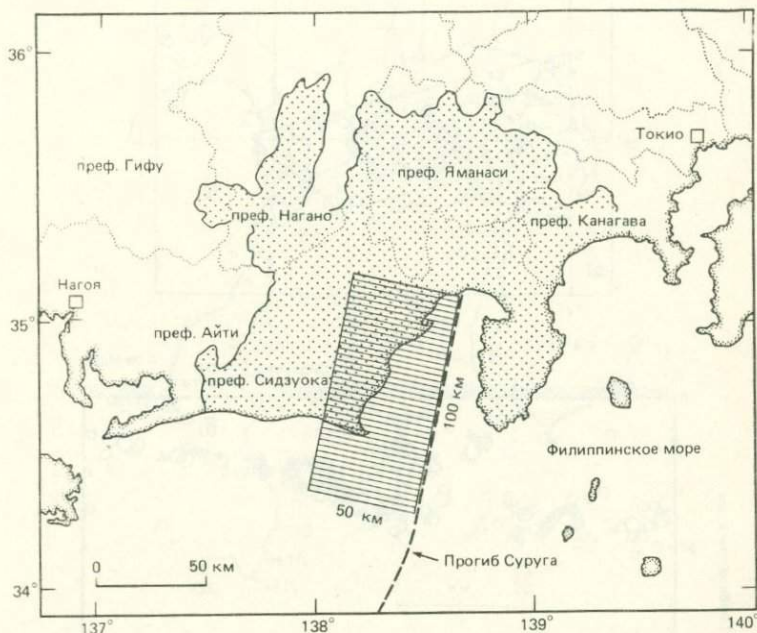 36°
Токио
преф. Гифу
преф. Яманаси
преф. Нагано
преф. Канагава
Нагоя
35°
преф. Айти
преф. Сидзуока
100 км
Филиппинское море
50 км
Прогиб Суруга
0 50 км
34°
137° 138° 139° 140°